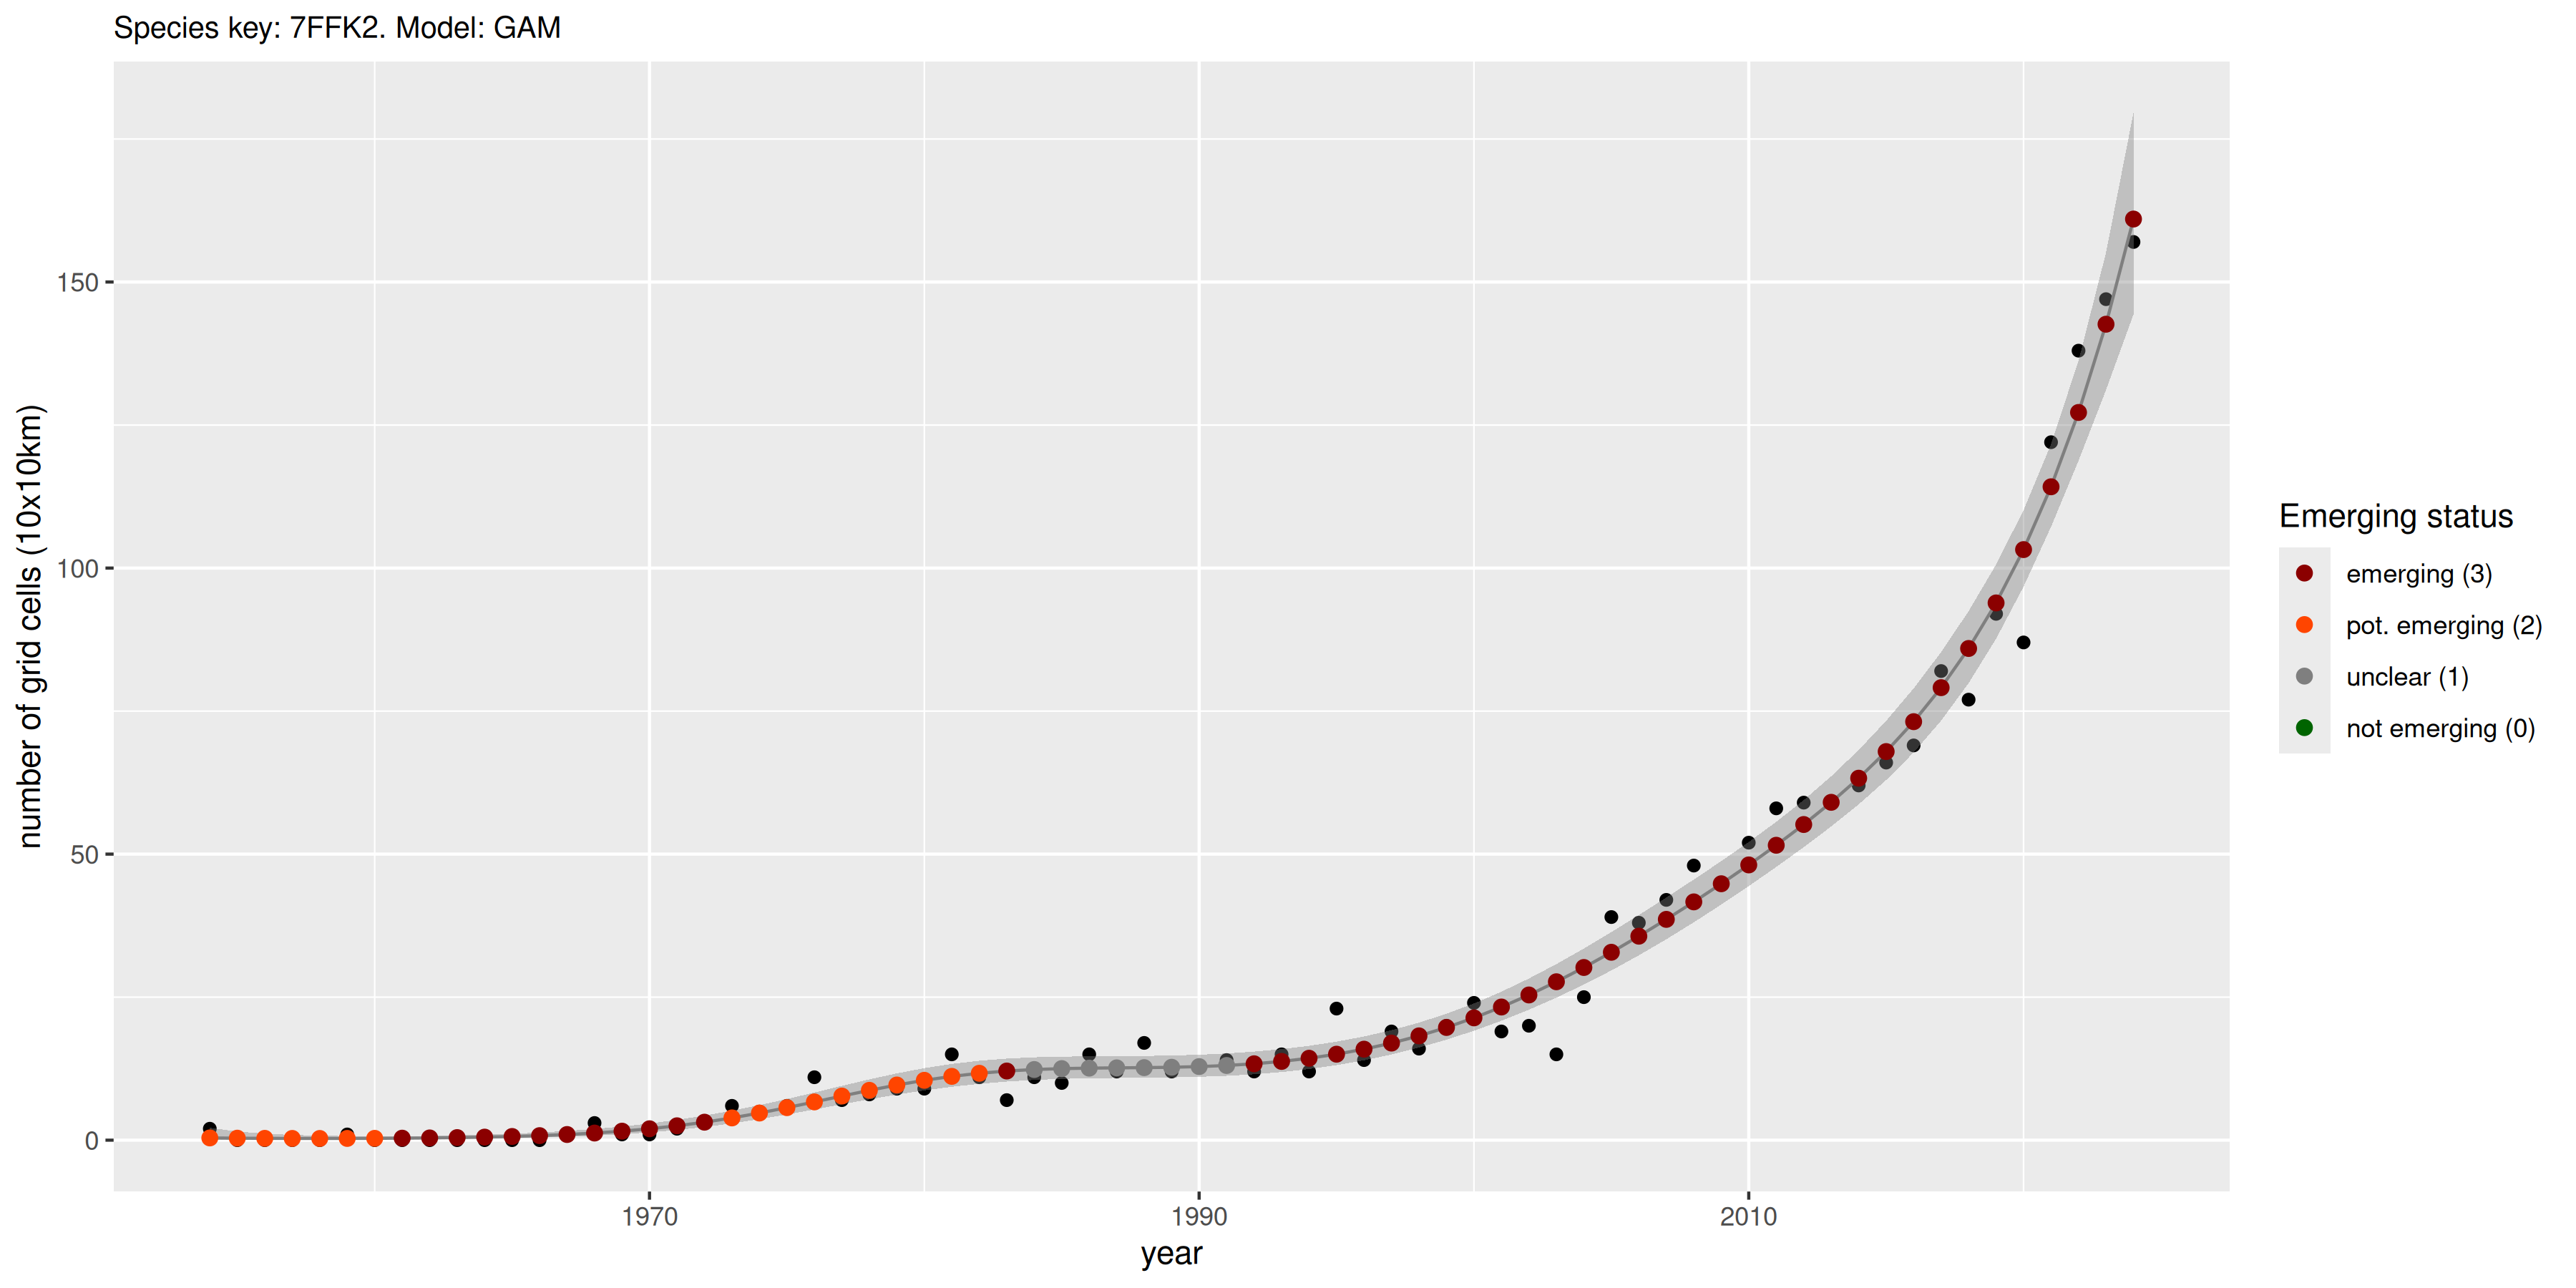 Species key: 7FFK2. Model: GAM
number of grid cells (10x10km)
150
100
50
0
1970
1990
2010
year
Emerging status
emerging (3)
pot. emerging (2)
unclear (1)
not emerging (0)